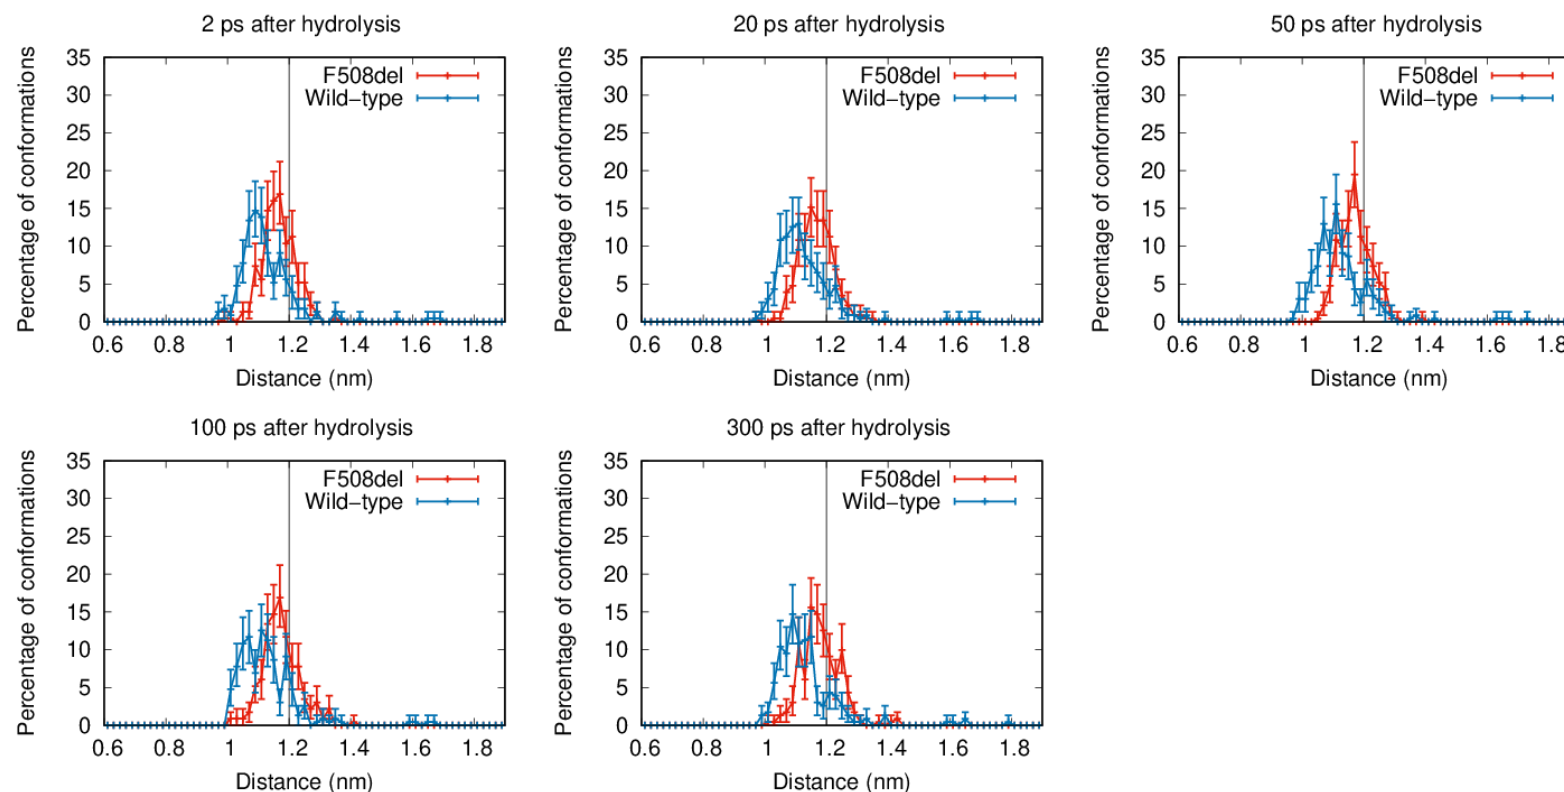 2 ps after hydrolysis
Percentage of conformations
35
30
25
20
15
10
5
0
F508del
Wild−type
0.6 0.8 1 1.2 1.4 1.6 1.8
Distance (nm)
20 ps after hydrolysis
Percentage of conformations
35
30
25
20
15
10
5
0
F508del
Wild−type
0.6 0.8 1 1.2 1.4 1.6 1.8
Distance (nm)
50 ps after hydrolysis
Percentage of conformations
35
30
25
20
15
10
5
0
F508del
Wild−type
0.6 0.8 1 1.2 1.4 1.6 1.8
Distance (nm)
100 ps after hydrolysis
Percentage of conformations
35
30
25
20
15
10
5
0
F508del
Wild−type
0.6 0.8 1 1.2 1.4 1.6 1.8
Distance (nm)
300 ps after hydrolysis
Percentage of conformations
35
30
25
20
15
10
5
0
F508del
Wild−type
0.6 0.8 1 1.2 1.4 1.6 1.8
Distance (nm)